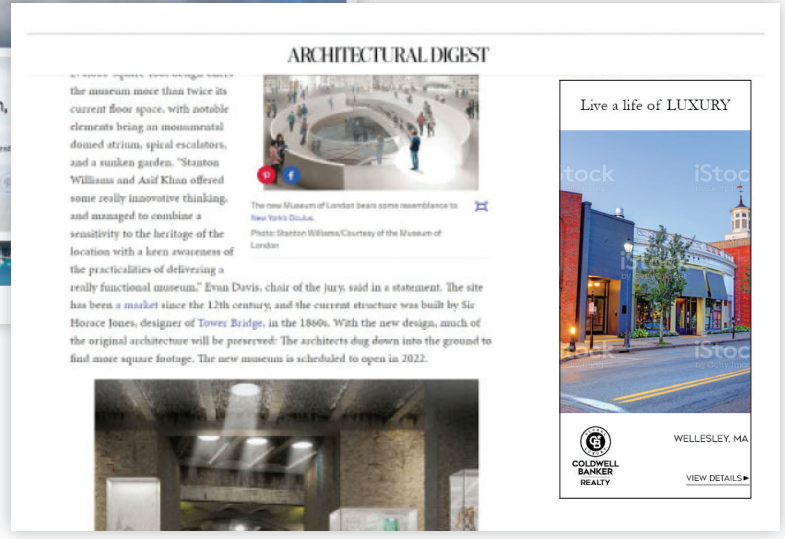 ARCHITECTURAL DIGEST
the museum more than twice its
current floor space, with notable
elements being an monumental
domed atrium, spiral escalators,
and a sunken garden. "Stanton
Williams and Asif Khan offered
some really innovative thinking,
and managed to combine a
sensitivity to the heritage of the
location with a keen awareness of
the practicalities of delivering a
really functional museum," Evan Davis, chair of the jury, said in a statement. The site
has been a market since the 12th century, and the current structure was built by Sir
Horace Jones, designer of Tower Bridge, in the 1860s. With the new design, much of
the original architecture will be preserved: The architects dug down into the ground to
find more square footage. The new museum is scheduled to open in 2022.
The new Museum of London bears some resemblance to
New York's Oculus.
Photo: Stanton Williams/Courtesy of the Museum of
London
Live a life of LUXURY
stock
iStoc
iStock
by
iStoc
by Getty Im
COLDWELL
BANKER
REALTY
WELLESLEY, MA
VIEW DETAILS►